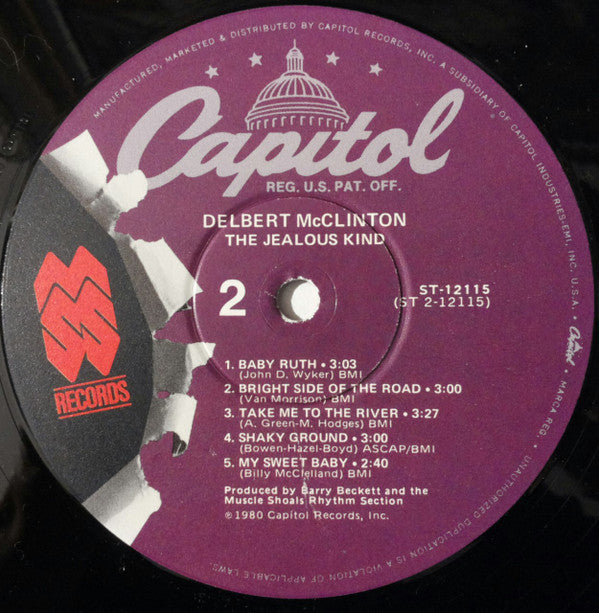 MANUFACTURED, MARKETED & DISTRIBUTED BY CAPITOL RECORDS, INC. A SUBSIDIARY OF CAPITOL INDUSTRIES-EMI, INC. U.S.A. • Capitol • MARCA REG. • UNAUTHORIZED DUPLICATION IS A VIOLATION OF APPLICABLE LAWS.
Capitol
REG. U.S. PAT. OFF.
DELBERT McCLINTON
THE JEALOUS KIND
2
ST-12115
(ST 2-12115)
MSS
RECORDS
1. BABY RUTH • 3:03
(John D. Wyker) BMI
2. BRIGHT SIDE OF THE ROAD • 3:00
(Van Morrison) BMI
3. TAKE ME TO THE RIVER • 3:27
(A. Green-M. Hodges) BMI
4. SHAKY GROUND • 3:00
(Bowen-Hazel-Boyd) ASCAP/BMI
5. MY SWEET BABY • 2:40
(Billy McClelland) BMI
Produced by Barry Beckett and the
Muscle Shoals Rhythm Section
℗1980 Capitol Records, Inc.